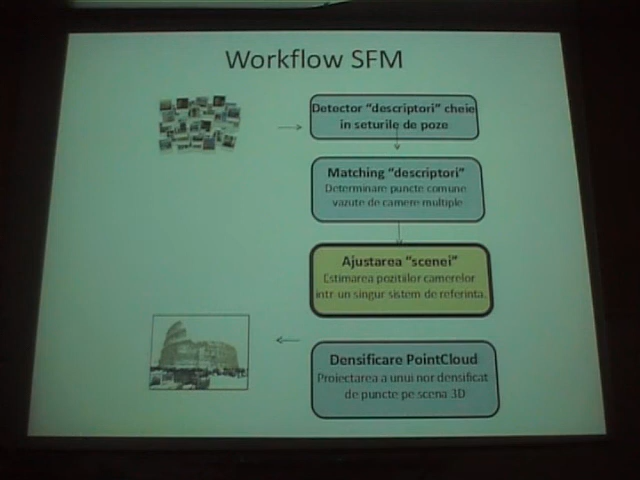 Workflow SFM
Detector "descriptori" cheie
in seturile de poze
Matching "descriptori"
Determinare puncte comune
vazute de camere multiple
Ajustarea "scenei"
Estimarea pozitiilor camerelor
intr-un singur sistem de referinta.
Densificare PointCloud
Proiectarea a unui nor densificat
de puncte pe scena 3D